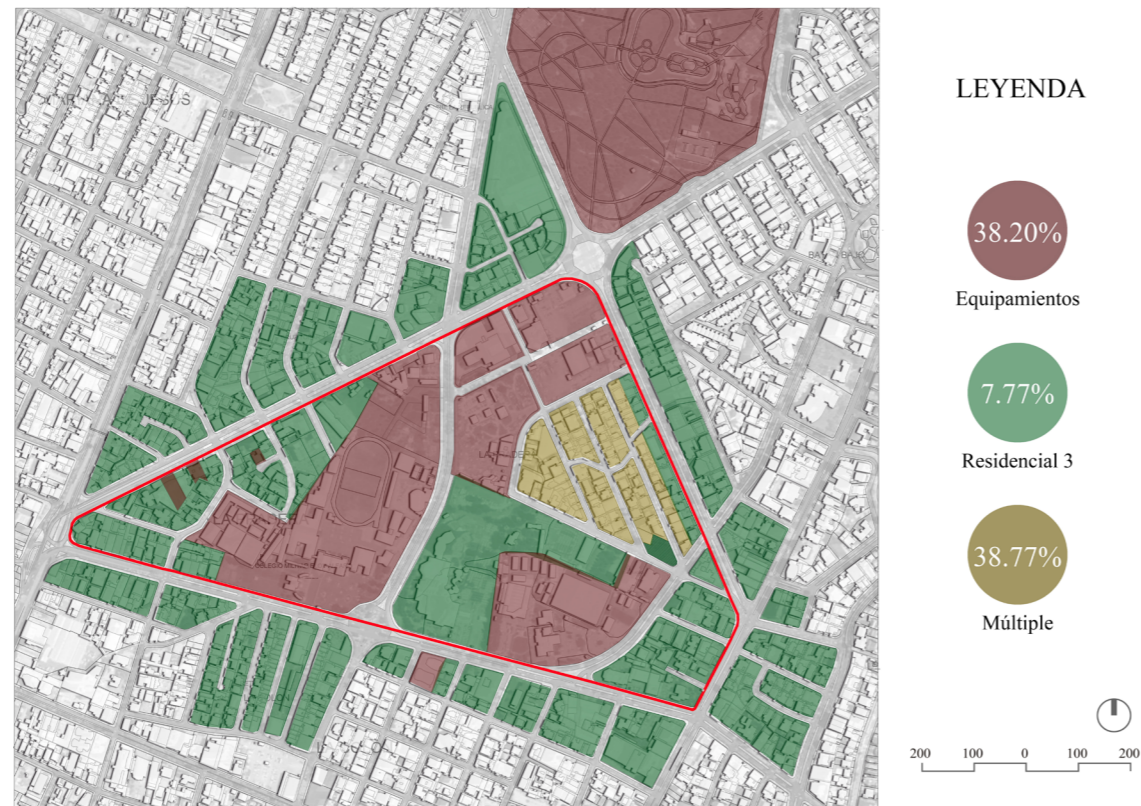 LEYENDA
38.20%
Equipamientos
7.77%
Residencial 3
38.77%
Múltiple
200 100 0 100 200